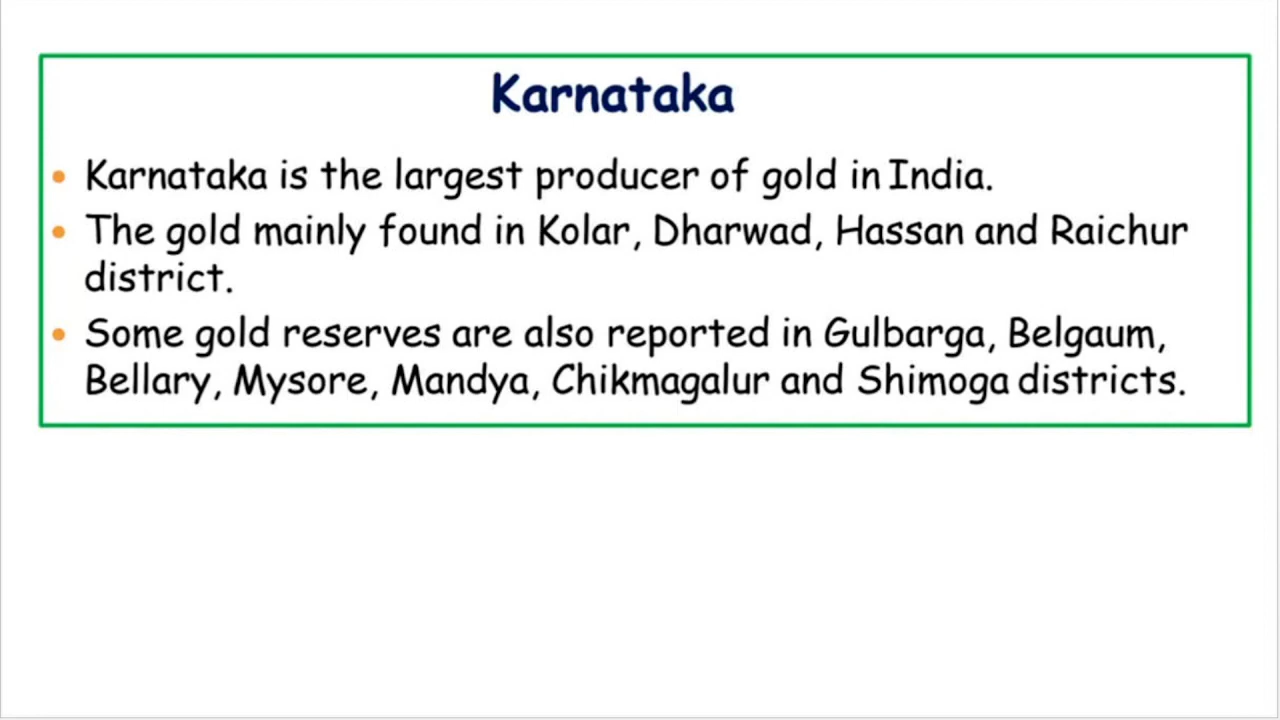 Karnataka
• Karnataka is the largest producer of gold in India.
• The gold mainly found in Kolar, Dharwad, Hassan and Raichur
district.
• Some gold reserves are also reported in Gulbarga, Belgaum,
Bellary, Mysore, Mandya, Chikmagalur and Shimoga districts.